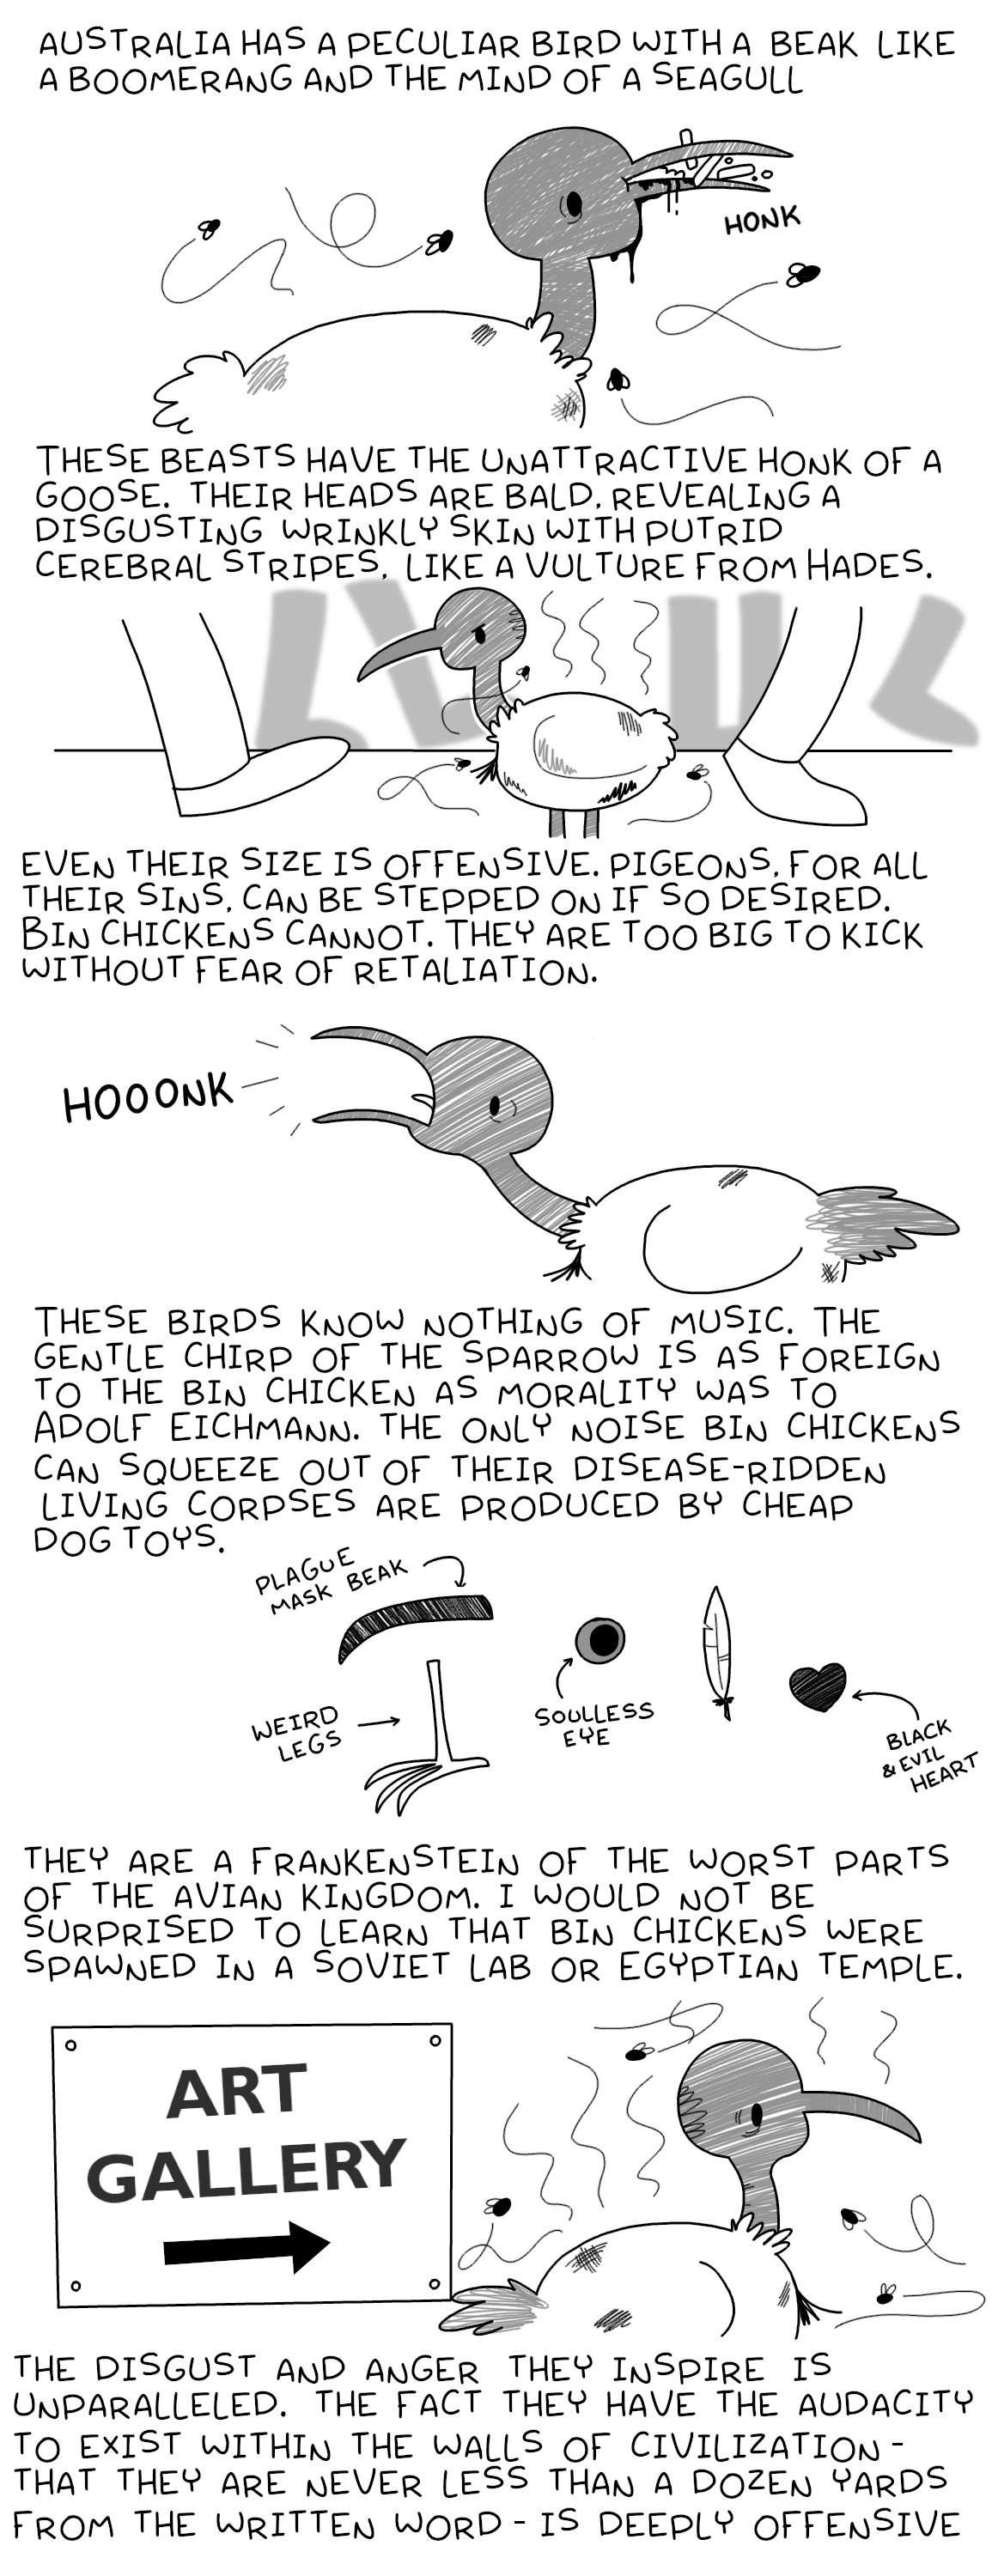 AUSTRALIA HAS A PECULIAR BIRD WITH A BEAK LIKE
A BOOMERANG AND THE MIND OF A SEAGULL
HONK
THESE BEASTS HAVE THE UNATTRACTIVE HONK OF A
GOOSE. THEIR HEADS ARE BALD, REVEALING A
DISGUSTING WRINKLY SKIN WITH PUTRID
CEREBRAL STRIPES, LIKE A VULTURE FROM HADES.
EVEN THEIR SIZE IS OFFENSIVE. PIGEONS, FOR ALL
THEIR SINS, CAN BE STEPPED ON IF SO DESIRED.
BIN CHICKENS CANNOT. THEY ARE TOO BIG TO KICK
WITHOUT FEAR OF RETALIATION.
HOOONK
THESE BIRDS KNOW NOTHING OF MUSIC. THE
GENTLE CHIRP OF THE SPARROW IS AS FOREIGN
TO THE BIN CHICKEN AS MORALITY WAS TO
ADOLF EICHMANN. THE ONLY NOISE BIN CHICKENS
CAN SQUEEZE OUT OF THEIR DISEASE-RIDDEN
LIVING CORPSES ARE PRODUCED BY CHEAP
DOG TOYS.
PLAGUE
MASK BEAK
WEIRD
LEGS
SOULLESS
EYE
BLACK
& EVIL
HEART
THEY ARE A FRANKENSTEIN OF THE WORST PARTS
OF THE AVIAN KINGDOM. I WOULD NOT BE
SURPRISED TO LEARN THAT BIN CHICKENS WERE
SPAWNED IN A SOVIET LAB OR EGYPTIAN TEMPLE.
ART
GALLERY
THE DISGUST AND ANGER THEY INSPIRE IS
UNPARALLELED. THE FACT THEY HAVE THE AUDACITY
TO EXIST WITHIN THE WALLS OF CIVILIZATION -
THAT THEY ARE NEVER LESS THAN A DOZEN YARDS
FROM THE WRITTEN WORD - IS DEEPLY OFFENSIVE